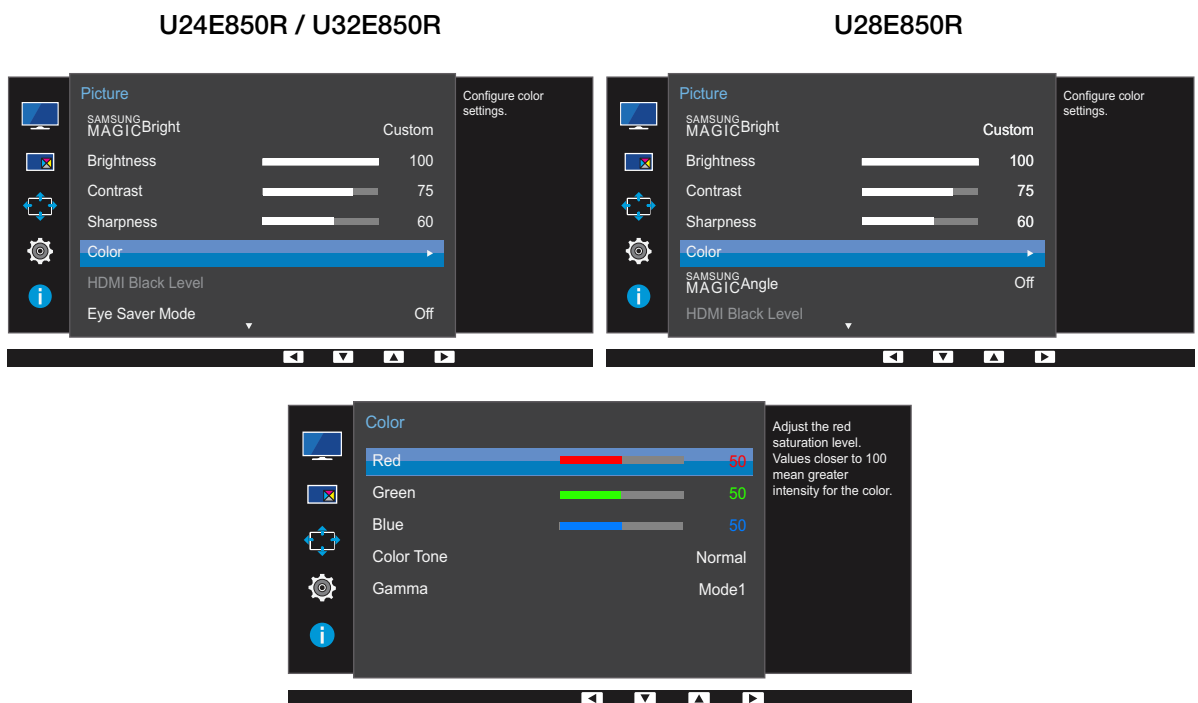 U24E850R / U32E850R
Picture
SAMSUNG
MAGICBright Custom
Brightness 100
Contrast 75
Sharpness 60
Color
HDMI Black Level
Eye Saver Mode Off
Configure color
settings.
i
U28E850R
Picture
SAMSUNG
MAGICBright Custom
Brightness 100
Contrast 75
Sharpness 60
Color
SAMSUNG
MAGICAngle Off
HDMI Black Level
Configure color
settings.
i
Color
Red 50
Green 50
Blue 50
Color Tone Normal
Gamma Mode1
Adjust the red
saturation level.
Values closer to 100
mean greater
intensity for the color.
i